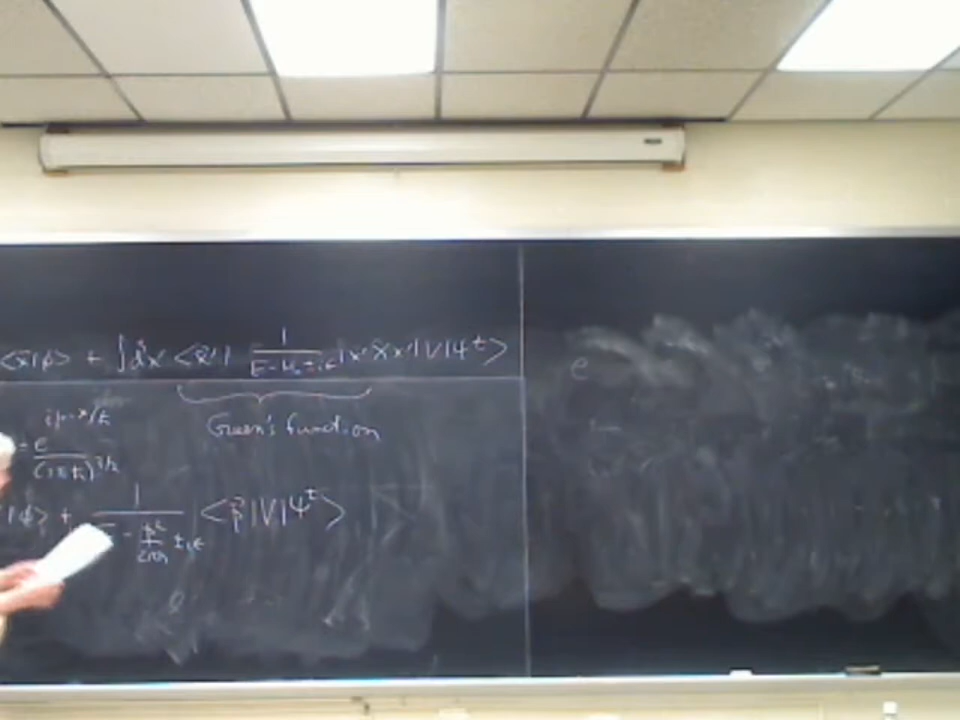 <x|φ> + ∫d³x' <x⃗'| 1/(E - H₀ ± iε) |x'><x'|V|ψ^±>
Green's function
= e^{ip·x/ħ}/(2πħ)^{3/2}
|φ> + 1/(E - p²/2m ± iε) <p⃗|V|ψ^±>
e